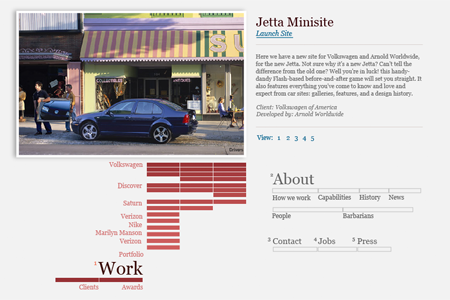 Jetta Minisite
Launch Site
Here we have a new site for Volkswagen and Arnold Worldwide,
for the new Jetta. Not sure why it's a new Jetta? Can't tell the
difference from the old one? Well you're in luck! this handy-
dandy Flash-based before-and-after game will set you straight. It
also features everything you've come to know and love and
expect from our sites: galleries, features, and a design history.
Client: Volkswagen of America
Developed by: Arnold Worldwide
View: 1 2 3 4 5
COLLECTIBLES
Drivers
Volkswagen
Discover
Saturn
Verizon
Nike
Marilyn Manson
Verizon
Portfolio
1 Work
Clients Awards
2 About
How we work Capabilities History News
People Barbarians
3 Contact 4 Jobs 5 Press